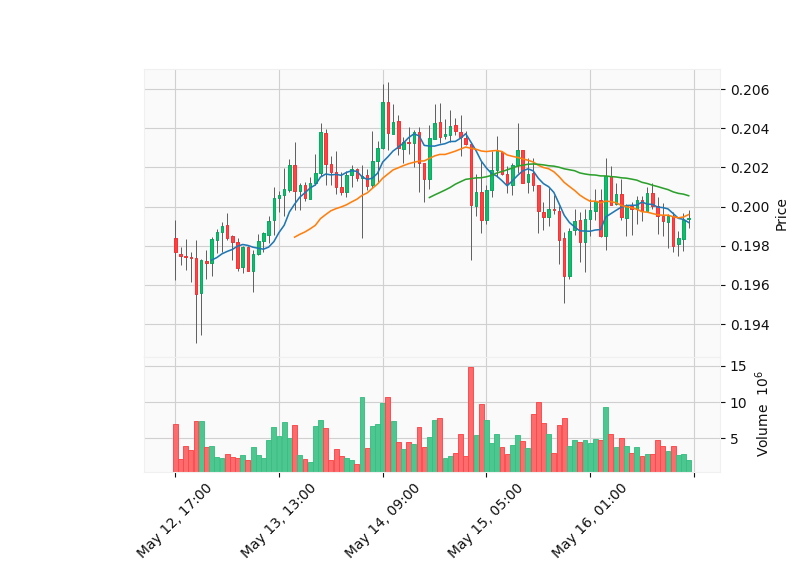 0.206
0.204
0.202
0.200
0.198
0.196
0.194
Price
15
10
5
Volume 10^6
May 12, 17:00
May 13, 13:00
May 14, 09:00
May 15, 05:00
May 16, 01:00